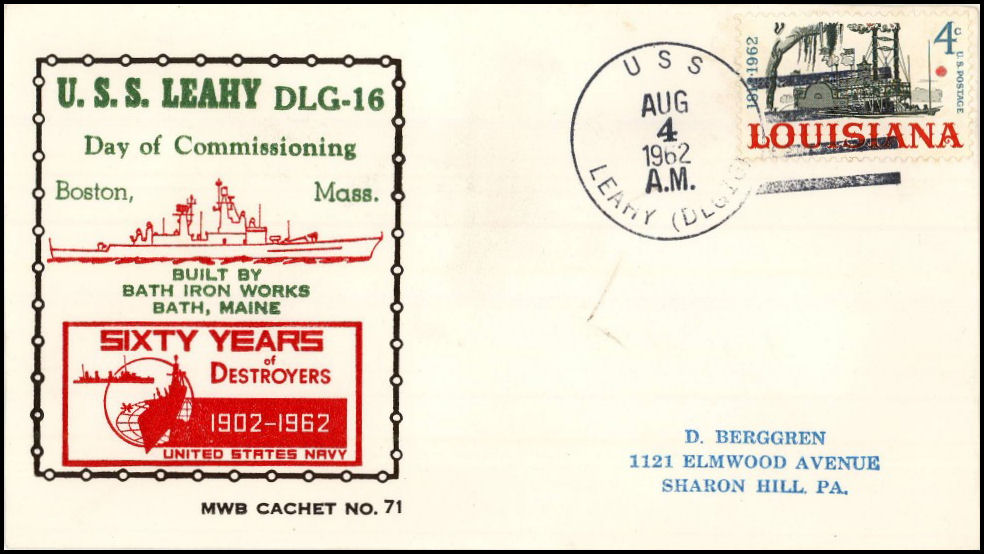 U. S. S. LEAHY DLG-16
Day of Commissioning
Boston, Mass.
BUILT BY
BATH IRON WORKS
BATH, MAINE
SIXTY YEARS
of
DESTROYERS
1902-1962
UNITED STATES NAVY
MWB CACHET NO. 71
USS
AUG
4
1962
A.M.
LEAHY (DLG16)
1812-1962
4c
U.S. POSTAGE
LOUISIANA
D. BERGGREN
1121 ELMWOOD AVENUE
SHARON HILL, PA.